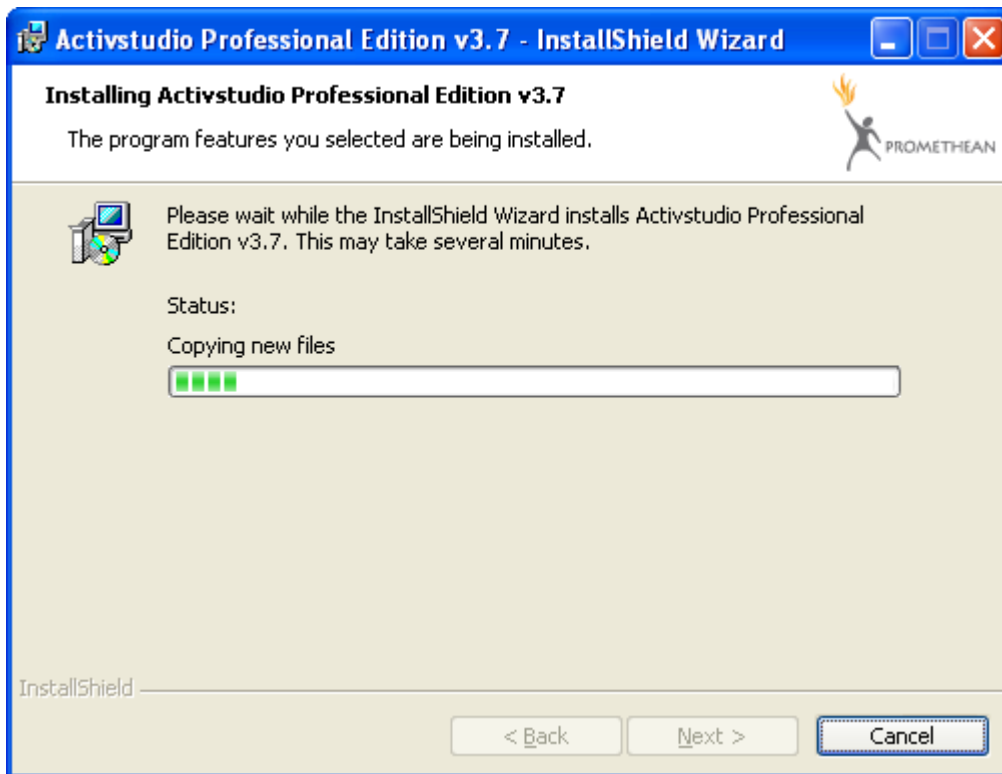 Activstudio Professional Edition v3.7 - InstallShield Wizard
Installing Activstudio Professional Edition v3.7
The program features you selected are being installed.
PROMETHEAN
Please wait while the InstallShield Wizard installs Activstudio Professional
Edition v3.7. This may take several minutes.
Status:
Copying new files
InstallShield
< Back
Next >
Cancel